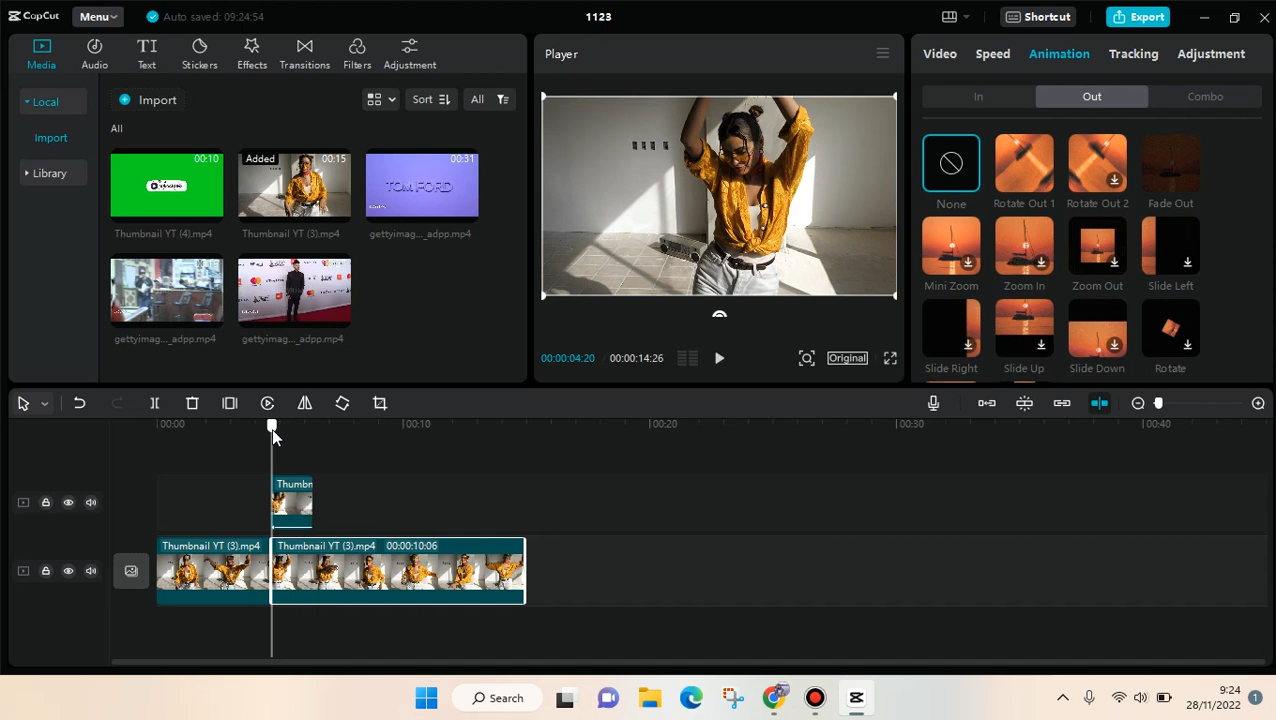 CapCut
Menu
Auto saved: 09:24:54
1123
Shortcut
Export
Media
Audio
Text
Stickers
Effects
Transitions
Filters
Adjustment
Local
Import
Library
Import
Sort
All
All
00:10
Added
00:15
00:31
TOM FORD
Thumbnail YT (4).mp4
Thumbnail YT (3).mp4
gettyimag..._adpp.mp4
gettyimag..._adpp.mp4
gettyimag..._adpp.mp4
Player
00:00:04:20
00:00:14:26
Original
Video
Speed
Animation
Tracking
Adjustment
In
Out
Combo
None
Rotate Out 1
Rotate Out 2
Fade Out
Mini Zoom
Zoom In
Zoom Out
Slide Left
Slide Right
Slide Up
Slide Down
Rotate
00:00
00:10
00:20
00:30
00:40
Thumbn
Thumbnail YT (3).mp4
Thumbnail YT (3).mp4 00:00:10:06
Search
9:24
28/11/2022
1